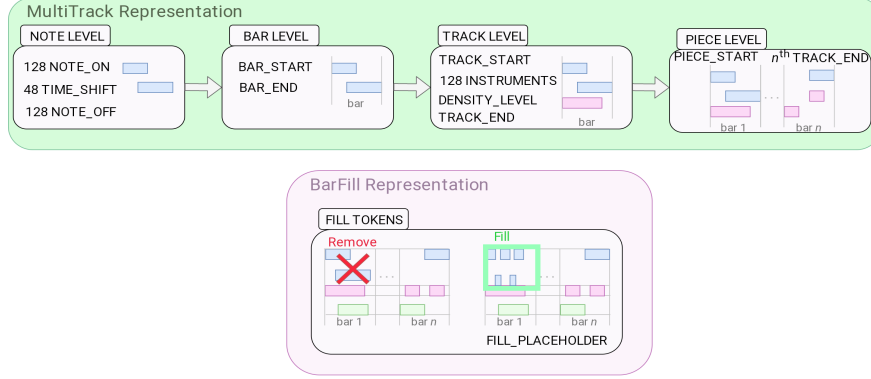 MultiTrack Representation
NOTE LEVEL
128 NOTE_ON
48 TIME_SHIFT
128 NOTE_OFF
BAR LEVEL
BAR_START
BAR_END
bar
TRACK LEVEL
TRACK_START
128 INSTRUMENTS
DENSITY_LEVEL
TRACK_END
bar
PIECE LEVEL
PIECE_START nth TRACK_END
...
bar 1 bar n
BarFill Representation
FILL TOKENS
Remove
...
bar 1 bar n
Fill
...
bar 1 bar n
FILL_PLACEHOLDER